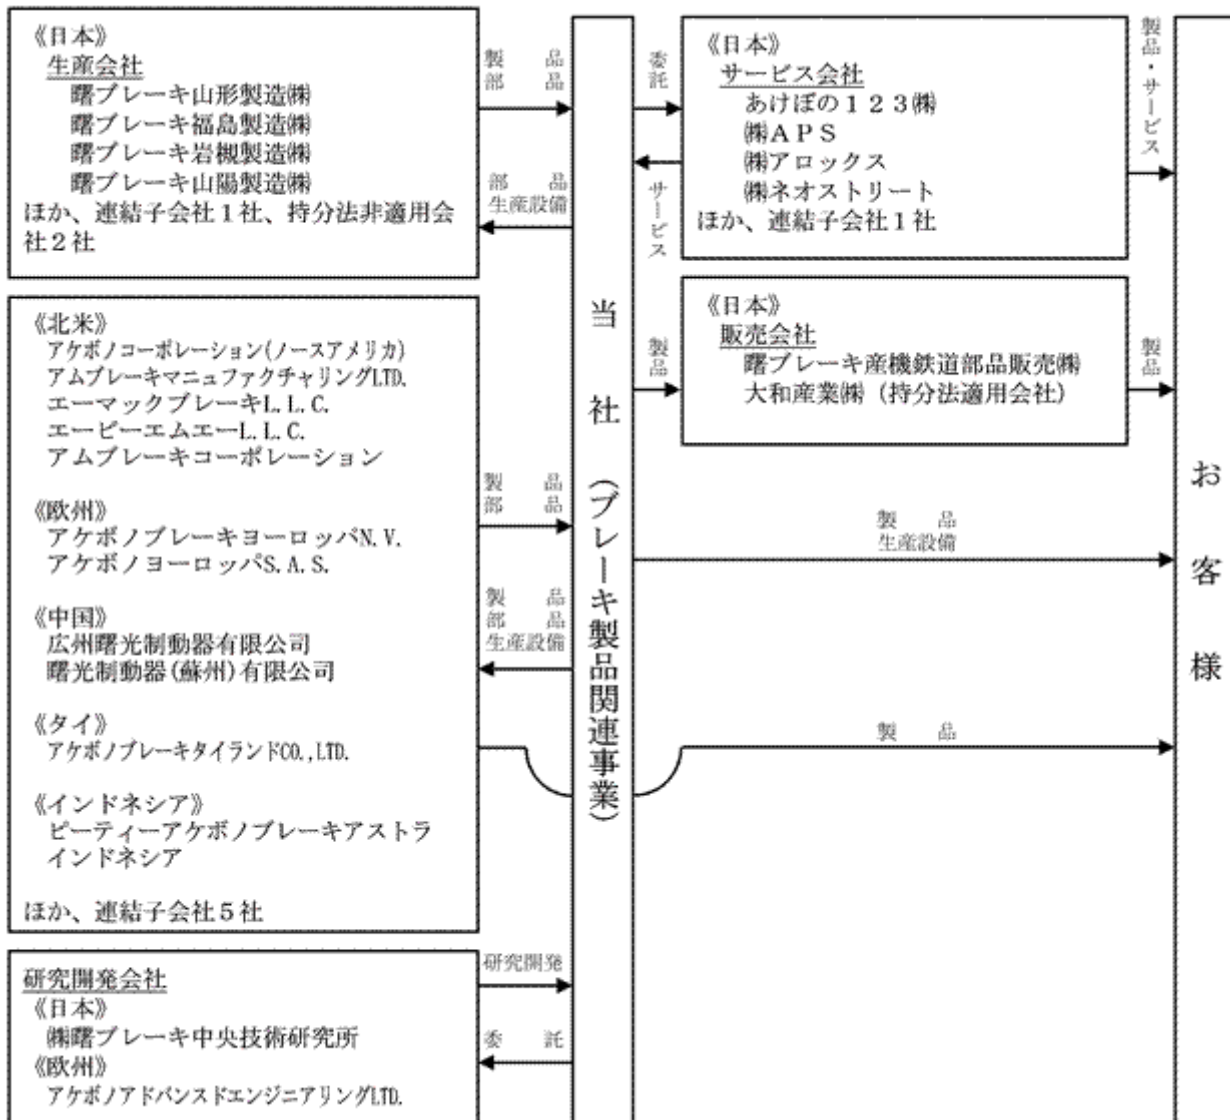 《日本》
生産会社
曙ブレーキ山形製造㈱
曙ブレーキ福島製造㈱
曙ブレーキ岩槻製造㈱
曙ブレーキ山陽製造㈱
ほか、連結子会社１社、持分法非適用会
社２社
製品
部品
部品
生産設備
《北米》
アケボノコーポレーション(ノースアメリカ)
アムブレーキマニュファクチャリングLTD.
エーマックブレーキL.L.C.
エービーエムエーL.L.C.
アムブレーキコーポレーション
《欧州》
アケボノブレーキヨーロッパN.V.
アケボノヨーロッパS.A.S.
《中国》
広州曙光制動器有限公司
曙光制動器(蘇州)有限公司
《タイ》
アケボノブレーキタイランドCO.,LTD.
《インドネシア》
ピーティーアケボノブレーキアストラ
インドネシア
ほか、連結子会社５社
製品
部品
製品
部品
生産設備
研究開発会社
《日本》
㈱曙ブレーキ中央技術研究所
《欧州》
アケボノアドバンスドエンジニアリングLTD.
研究開発
委託
当社（ブレーキ製品関連事業）
委託
サービス
《日本》
サービス会社
あけぼの１２３㈱
㈱ＡＰＳ
㈱アロックス
㈱ネオストリート
ほか、連結子会社１社
製品・サービス
製品
《日本》
販売会社
曙ブレーキ産機鉄道部品販売㈱
大和産業㈱（持分法適用会社）
製品
製品
生産設備
製品
お客様